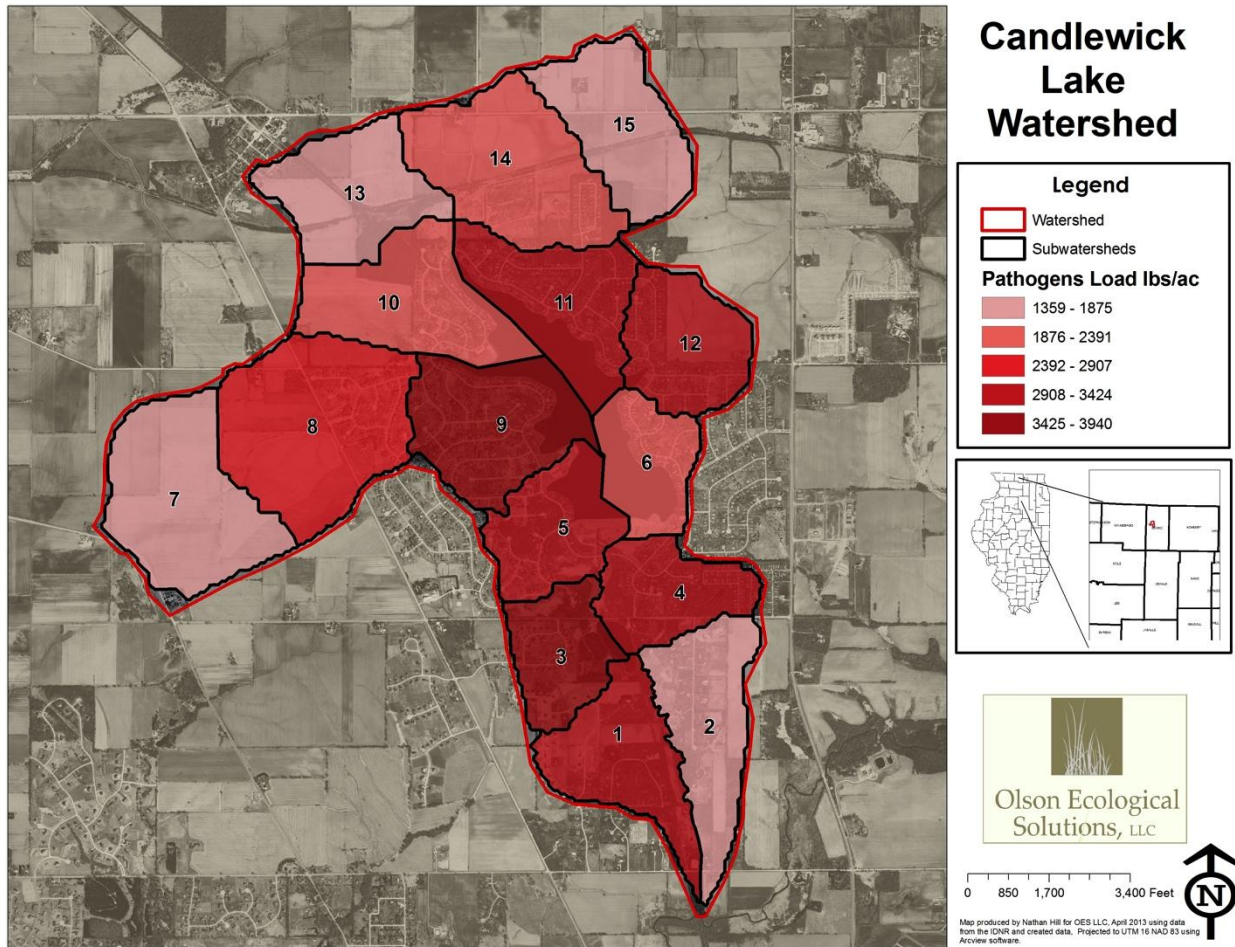 Candlewick
Lake
Watershed
Legend
Watershed
Subwatersheds
Pathogens Load lbs/ac
1359 - 1875
1876 - 2391
2392 - 2907
2908 - 3424
3425 - 3940
15
14
13
10
11
12
8
9
6
7
5
4
3
1
2
Olson Ecological
Solutions, LLC
0 850 1,700 3,400 Feet
N
Map produced by Nathan Hill for OES LLC, April 2013 using data
from the IDNR and created data, Projected to UTM 16 NAD 83 using
Arcview software.